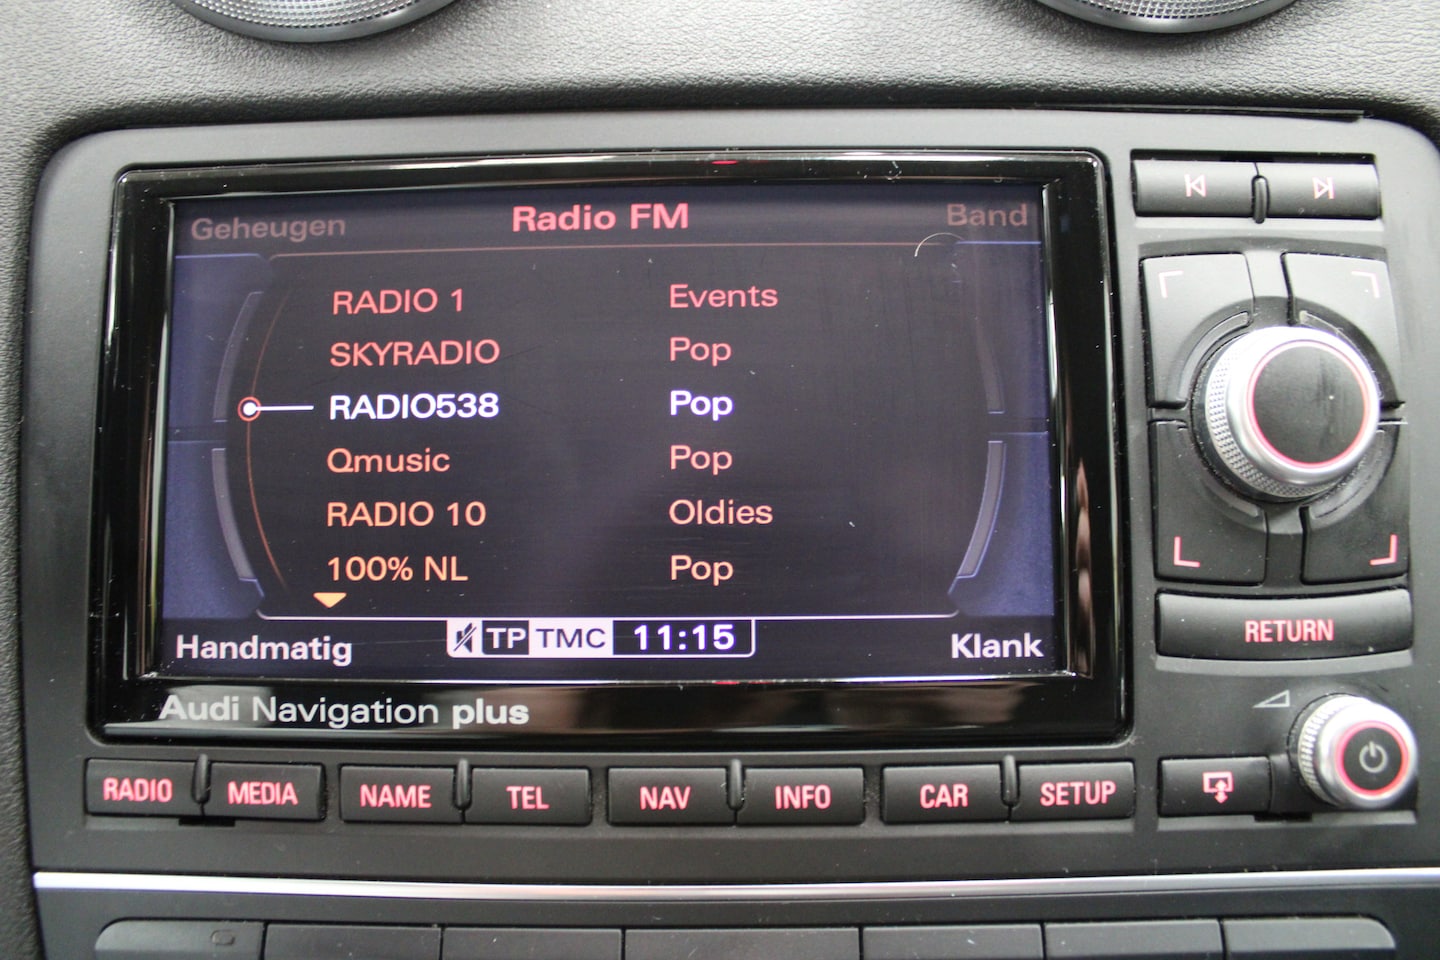 Geheugen Radio FM Band
RADIO 1 Events
SKYRADIO Pop
RADIO538 Pop
Qmusic Pop
RADIO 10 Oldies
100% NL Pop
Handmatig TP TMC 11:15 Klank
Audi Navigation plus
RETURN
RADIO MEDIA NAME TEL NAV INFO CAR SETUP